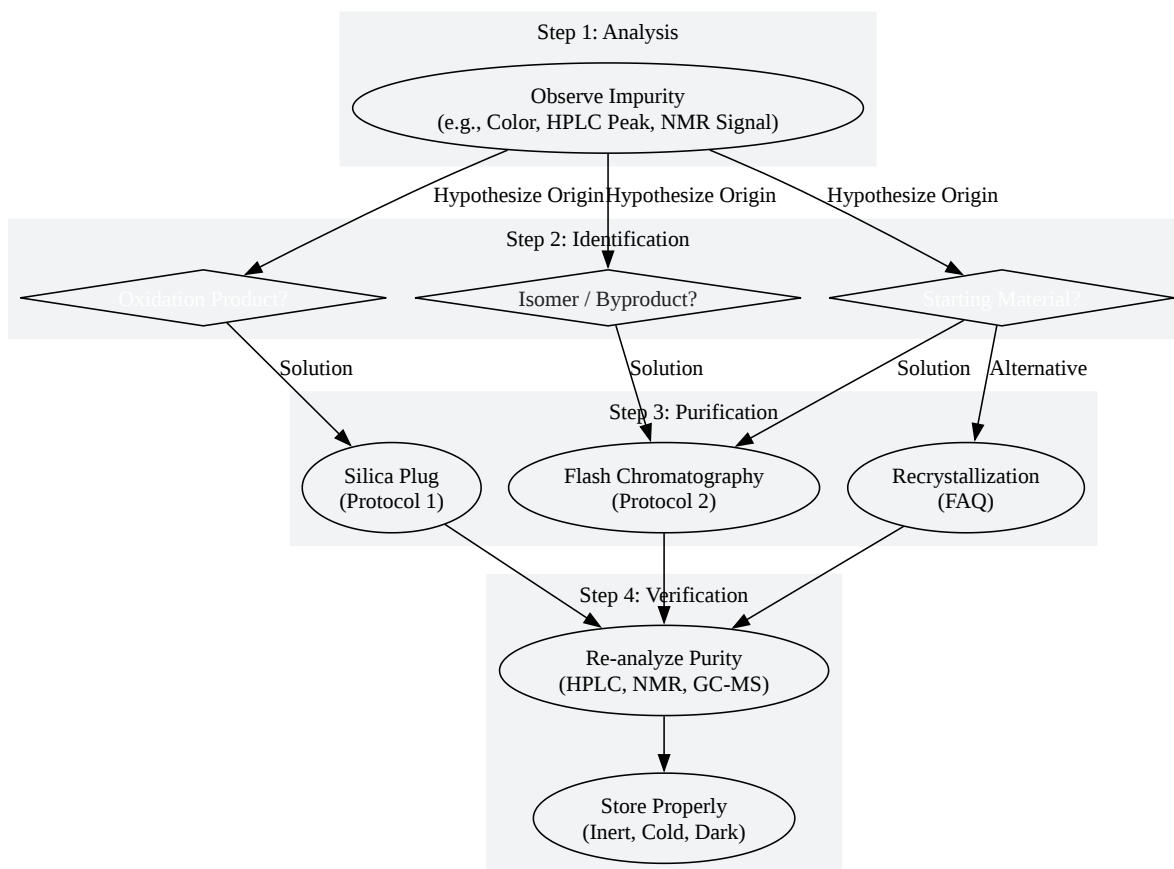 Step 1: Analysis
Observe Impurity
(e.g., Color, HPLC Peak, NMR Signal)
Hypothesize Origin
Hypothesize Origin
Hypothesize Origin
Step 2: Identification
Oxidation Product?
Isomer / Byproduct?
Starting Material?
Solution
Solution
Solution
Alternative
Step 3: Purification
Silica Plug
(Protocol 1)
Flash Chromatography
(Protocol 2)
Recrystallization
(FAQ)
Step 4: Verification
Re-analyze Purity
(HPLC, NMR, GC-MS)
Store Properly
(Inert, Cold, Dark)